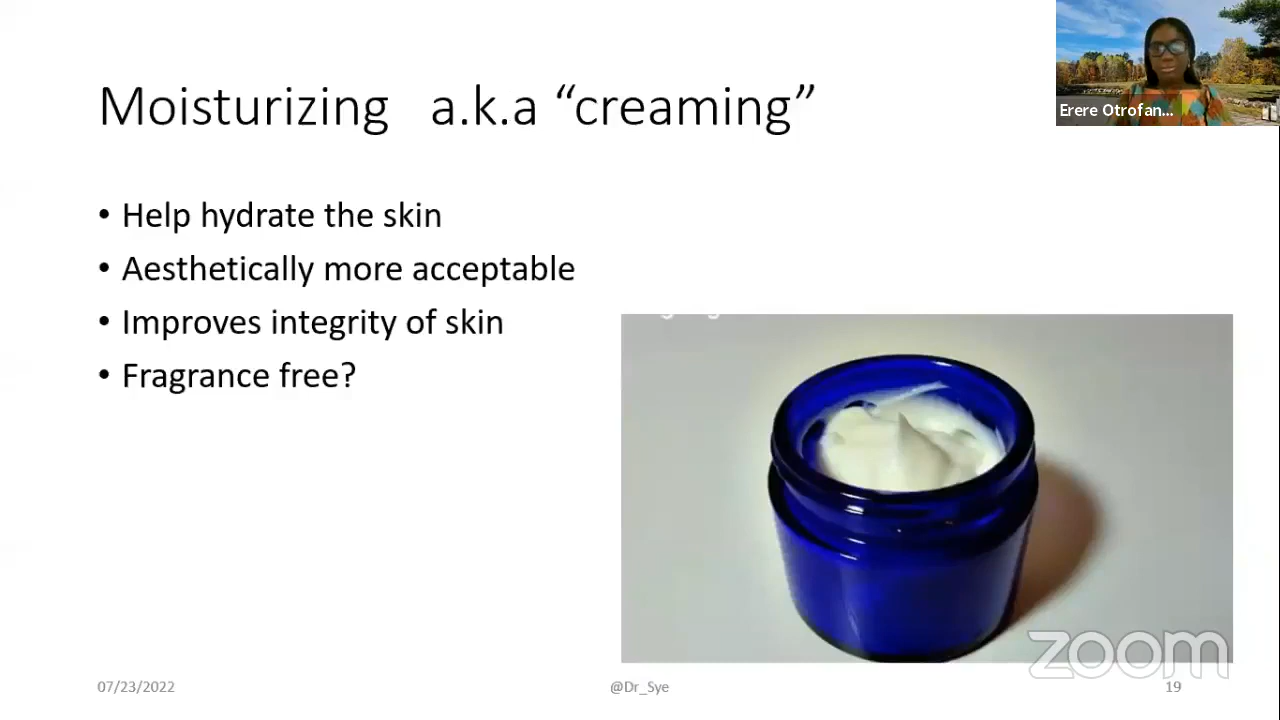 Moisturizing a.k.a “creaming”
Erere Otrofan...
• Help hydrate the skin
• Aesthetically more acceptable
• Improves integrity of skin
• Fragrance free?
zoom
07/23/2022
@Dr_Sye
19